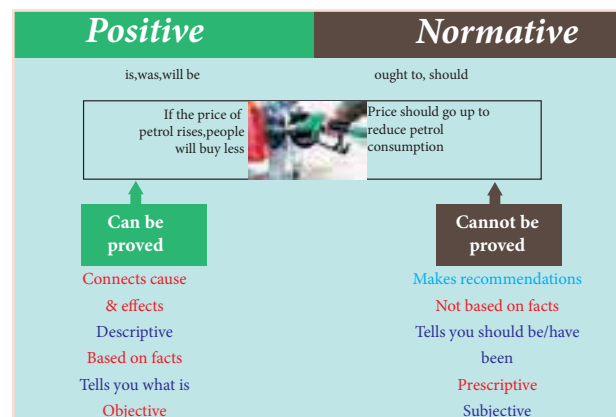 Positive
Normative
is,was,will be
ought to, should
If the price of
petrol rises,people
will buy less
Price should go up to
reduce petrol
consumption
Can be
proved
Cannot be
proved
Connects cause
& effects
Descriptive
Based on facts
Tells you what is
Objective
Makes recommendations
Not based on facts
Tells you should be/have
been
Prescriptive
Subjective